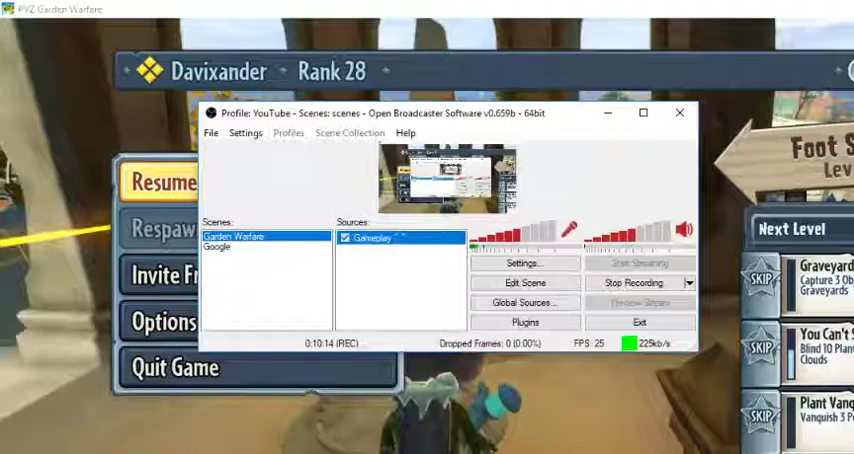 PVZ Garden Warfare
Davixander Rank 28
Profile: YouTube - Scenes: scenes - Open Broadcaster Software v0.659b - 64bit
File Settings Profiles Scene Collection Help
Scenes:
Garden Warfare
Google
Sources:
Gameplay ^^
Settings...
Start Streaming
Edit Scene
Stop Recording
Global Sources...
Preview Stream
Plugins
Exit
0:10:14 (REC)
Dropped Frames: 0 (0.00%)
FPS 25
225kb/s
Resume
Respaw
Invite Fr
Options
Quit Game
Foot S
Lev
Next Level
SKIP
Graveyard
Capture 3 Ob
Graveyards
SKIP
You Can't S
Blind 10 Plant
Clouds
SKIP
Plant Vanq
Vanquish 3 P